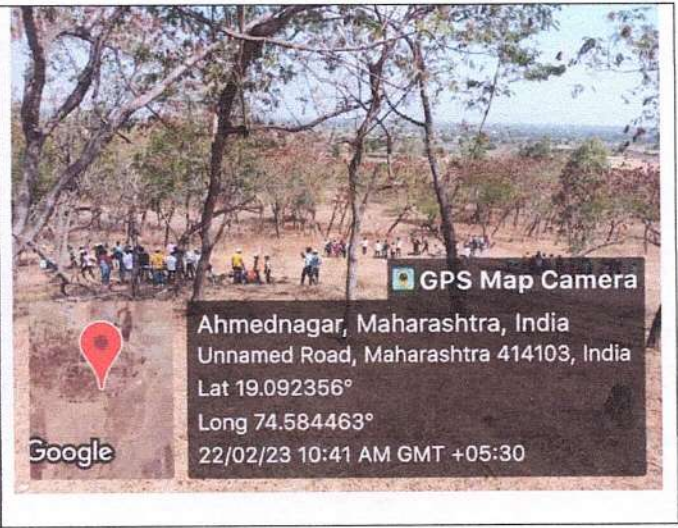 GPS Map Camera
Ahmednagar, Maharashtra, India
Unnamed Road, Maharashtra 414103, India
Lat 19.092356°
Long 74.584463°
22/02/23 10:41 AM GMT +05:30
Google